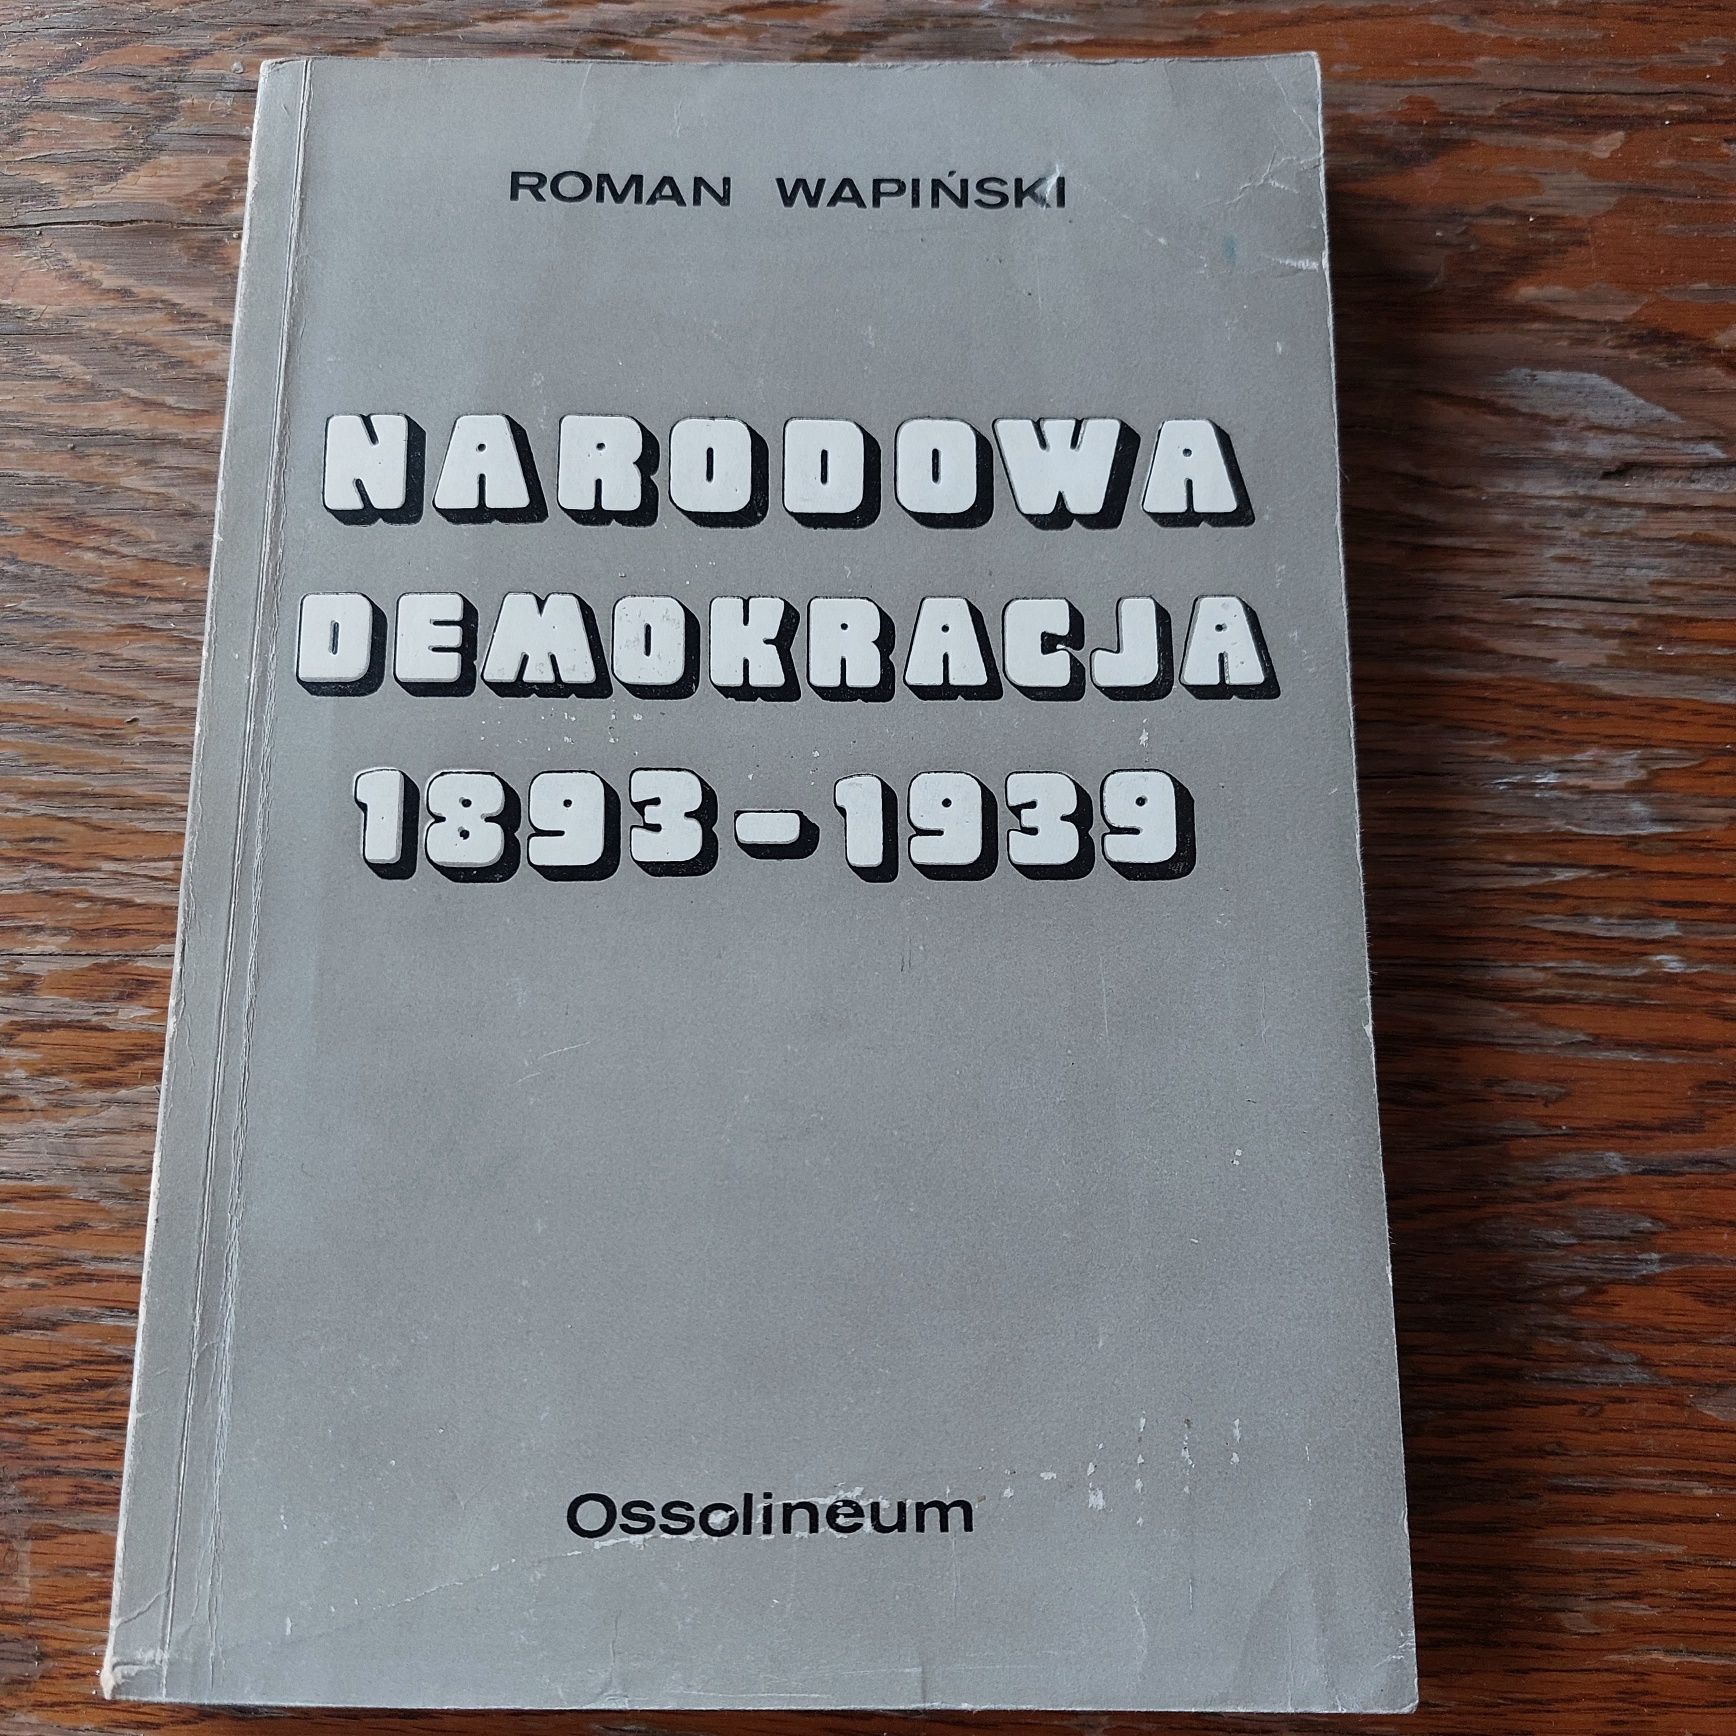 ROMAN WAPIŃSKI
NARODOWA
DEMOKRACJA
1893-1939
Ossolineum